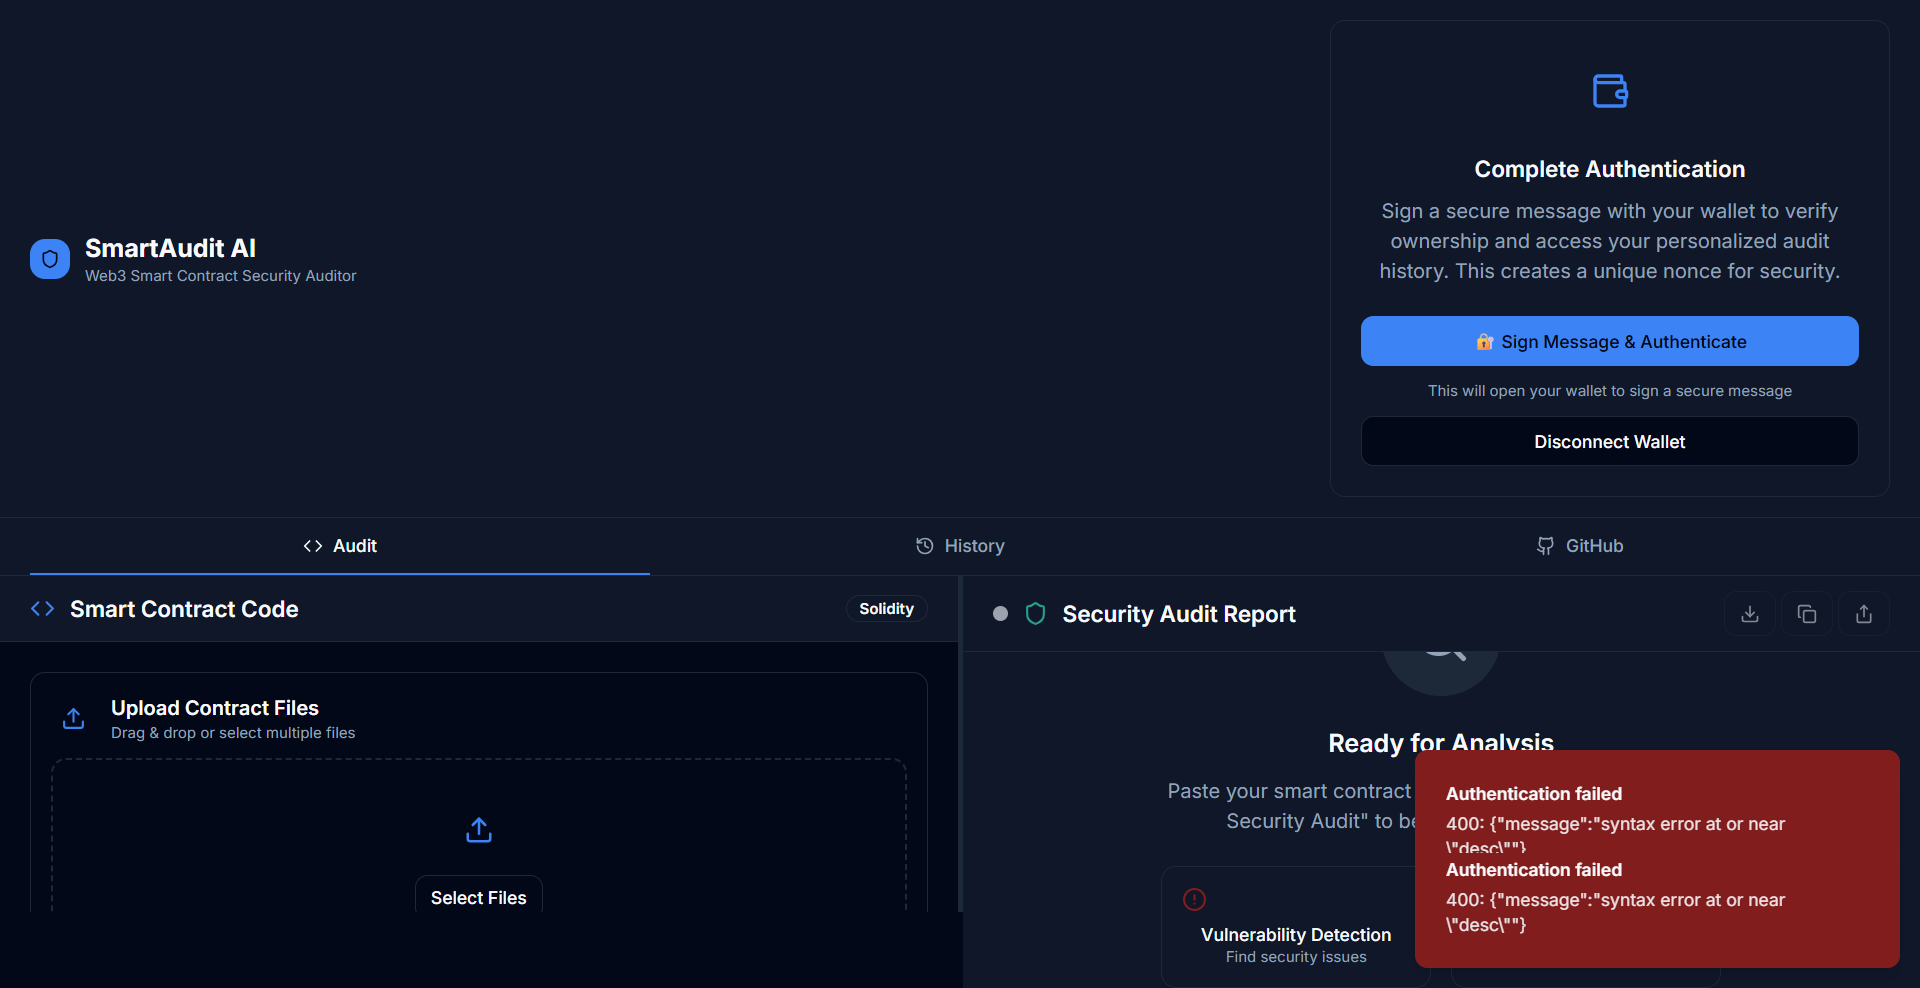 Complete Authentication
Sign a secure message with your wallet to verify
ownership and access your personalized audit
history. This creates a unique nonce for security.
🔐 Sign Message & Authenticate
This will open your wallet to sign a secure message
Disconnect Wallet
SmartAudit AI
Web3 Smart Contract Security Auditor
Audit
History
GitHub
Smart Contract Code
Solidity
Upload Contract Files
Drag & drop or select multiple files
Select Files
Security Audit Report
Ready for Analysis
Paste your smart contract
Security Audit" to be
Vulnerability Detection
Find security issues
Authentication failed
400: {"message":"syntax error at or near
\"desc\""}
Authentication failed
400: {"message":"syntax error at or near
\"desc\""}